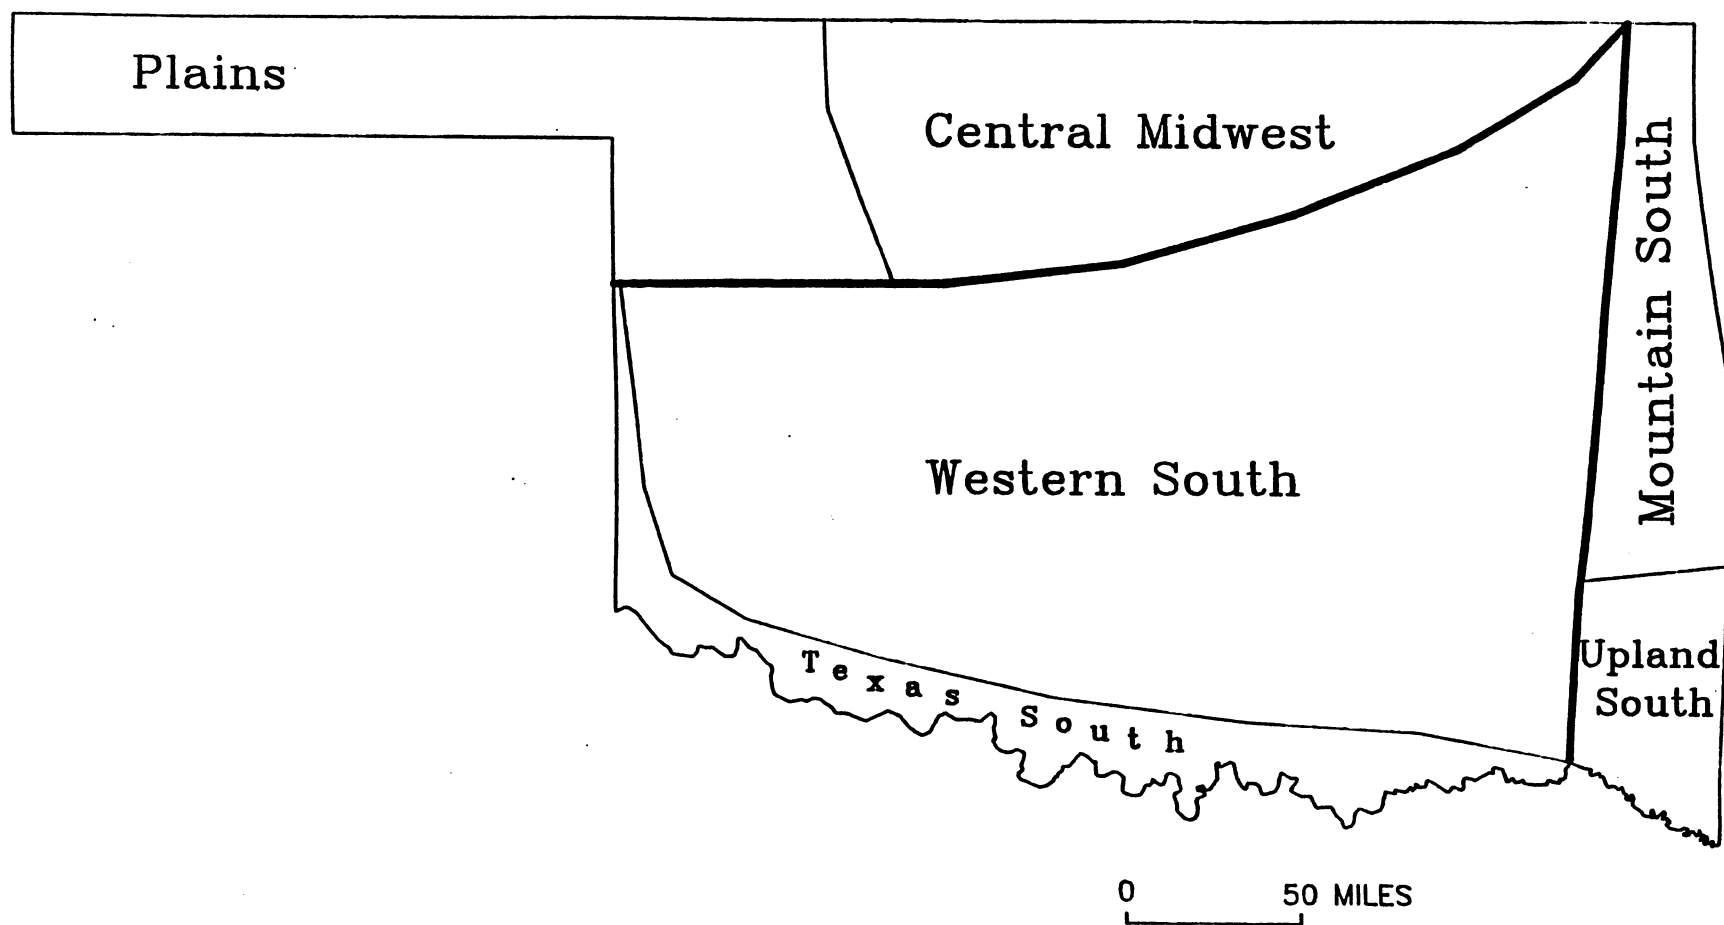 Plains
Central Midwest
Mountain South
Western South
Texas South
Upland
South
0 50 MILES